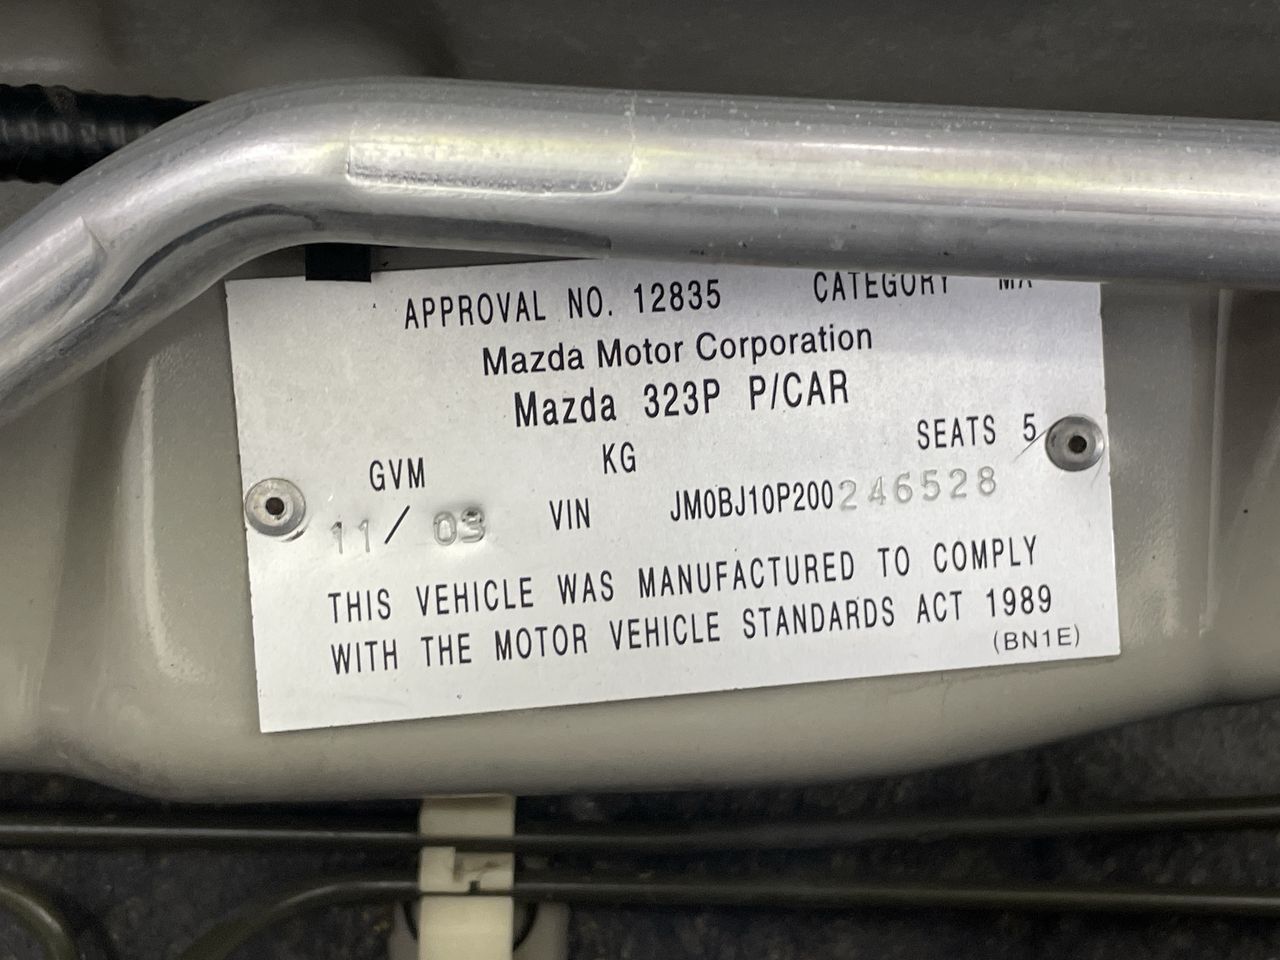 APPROVAL NO. 12835 CATEGORY MA
Mazda Motor Corporation
Mazda 323P P/CAR
GVM KG SEATS 5
11/ 03 VIN JM0BJ10P200246528
THIS VEHICLE WAS MANUFACTURED TO COMPLY
WITH THE MOTOR VEHICLE STANDARDS ACT 1989
(BN1E)